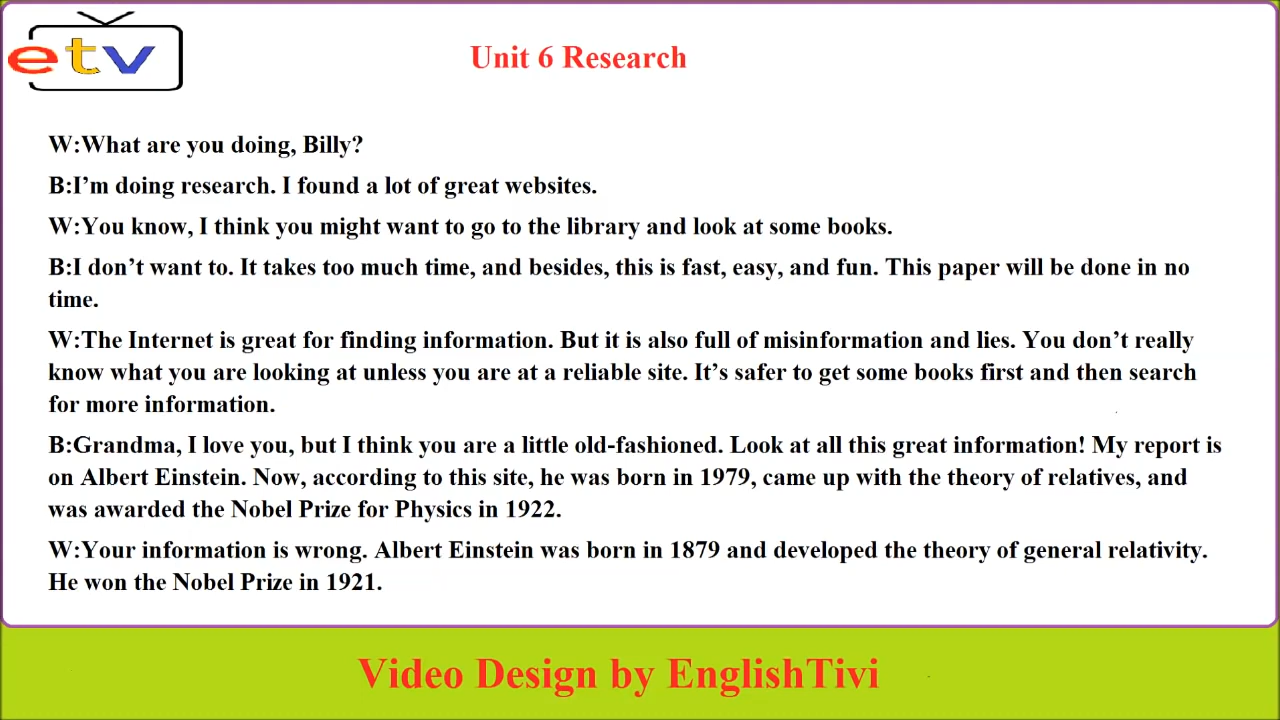 etv
Unit 6 Research
W:What are you doing, Billy?
B:I'm doing research. I found a lot of great websites.
W:You know, I think you might want to go to the library and look at some books.
B:I don't want to. It takes too much time, and besides, this is fast, easy, and fun. This paper will be done in no
time.
W:The Internet is great for finding information. But it is also full of misinformation and lies. You don't really
know what you are looking at unless you are at a reliable site. It's safer to get some books first and then search
for more information.
B:Grandma, I love you, but I think you are a little old-fashioned. Look at all this great information! My report is
on Albert Einstein. Now, according to this site, he was born in 1979, came up with the theory of relatives, and
was awarded the Nobel Prize for Physics in 1922.
W:Your information is wrong. Albert Einstein was born in 1879 and developed the theory of general relativity.
He won the Nobel Prize in 1921.
Video Design by EnglishTivi